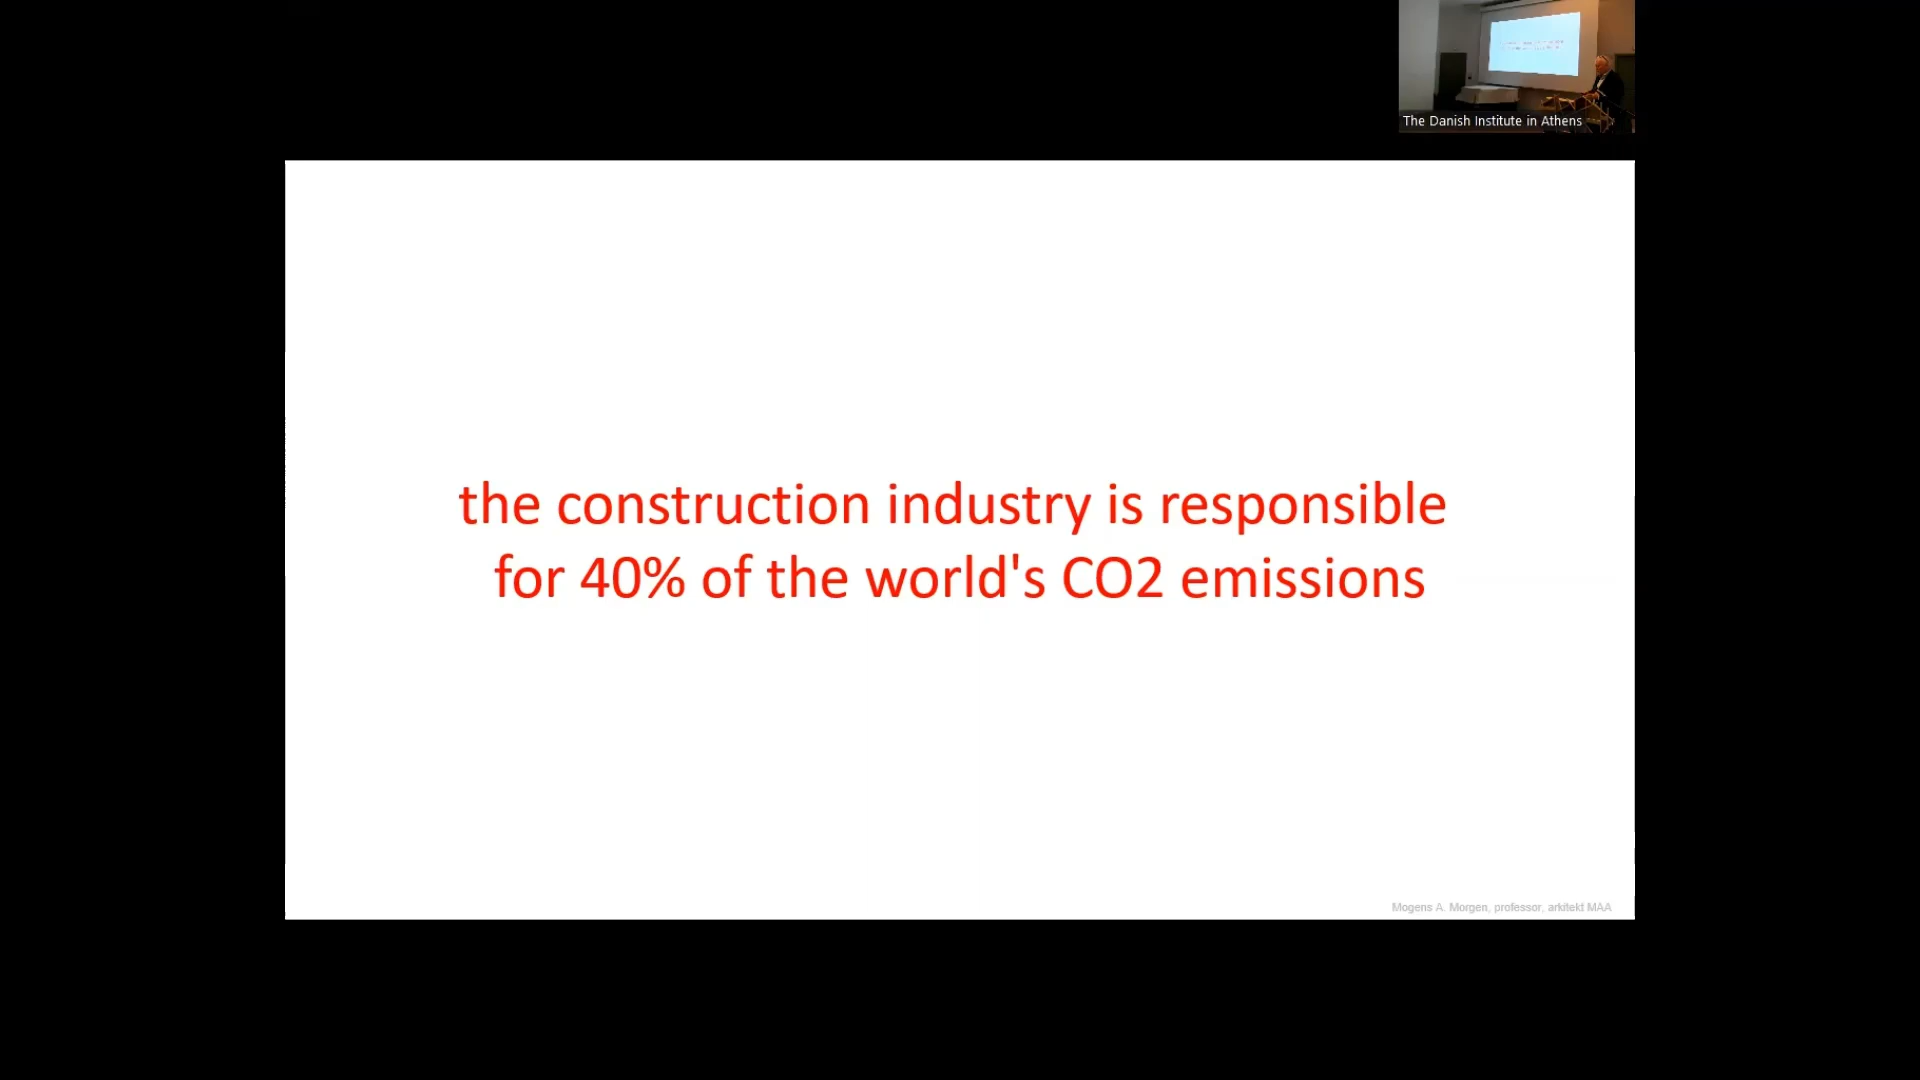 The Danish Institute in Athens
the construction industry is responsible
for 40% of the world's CO2 emissions
Mogens A. Morgen, professor, arkitekt MAA